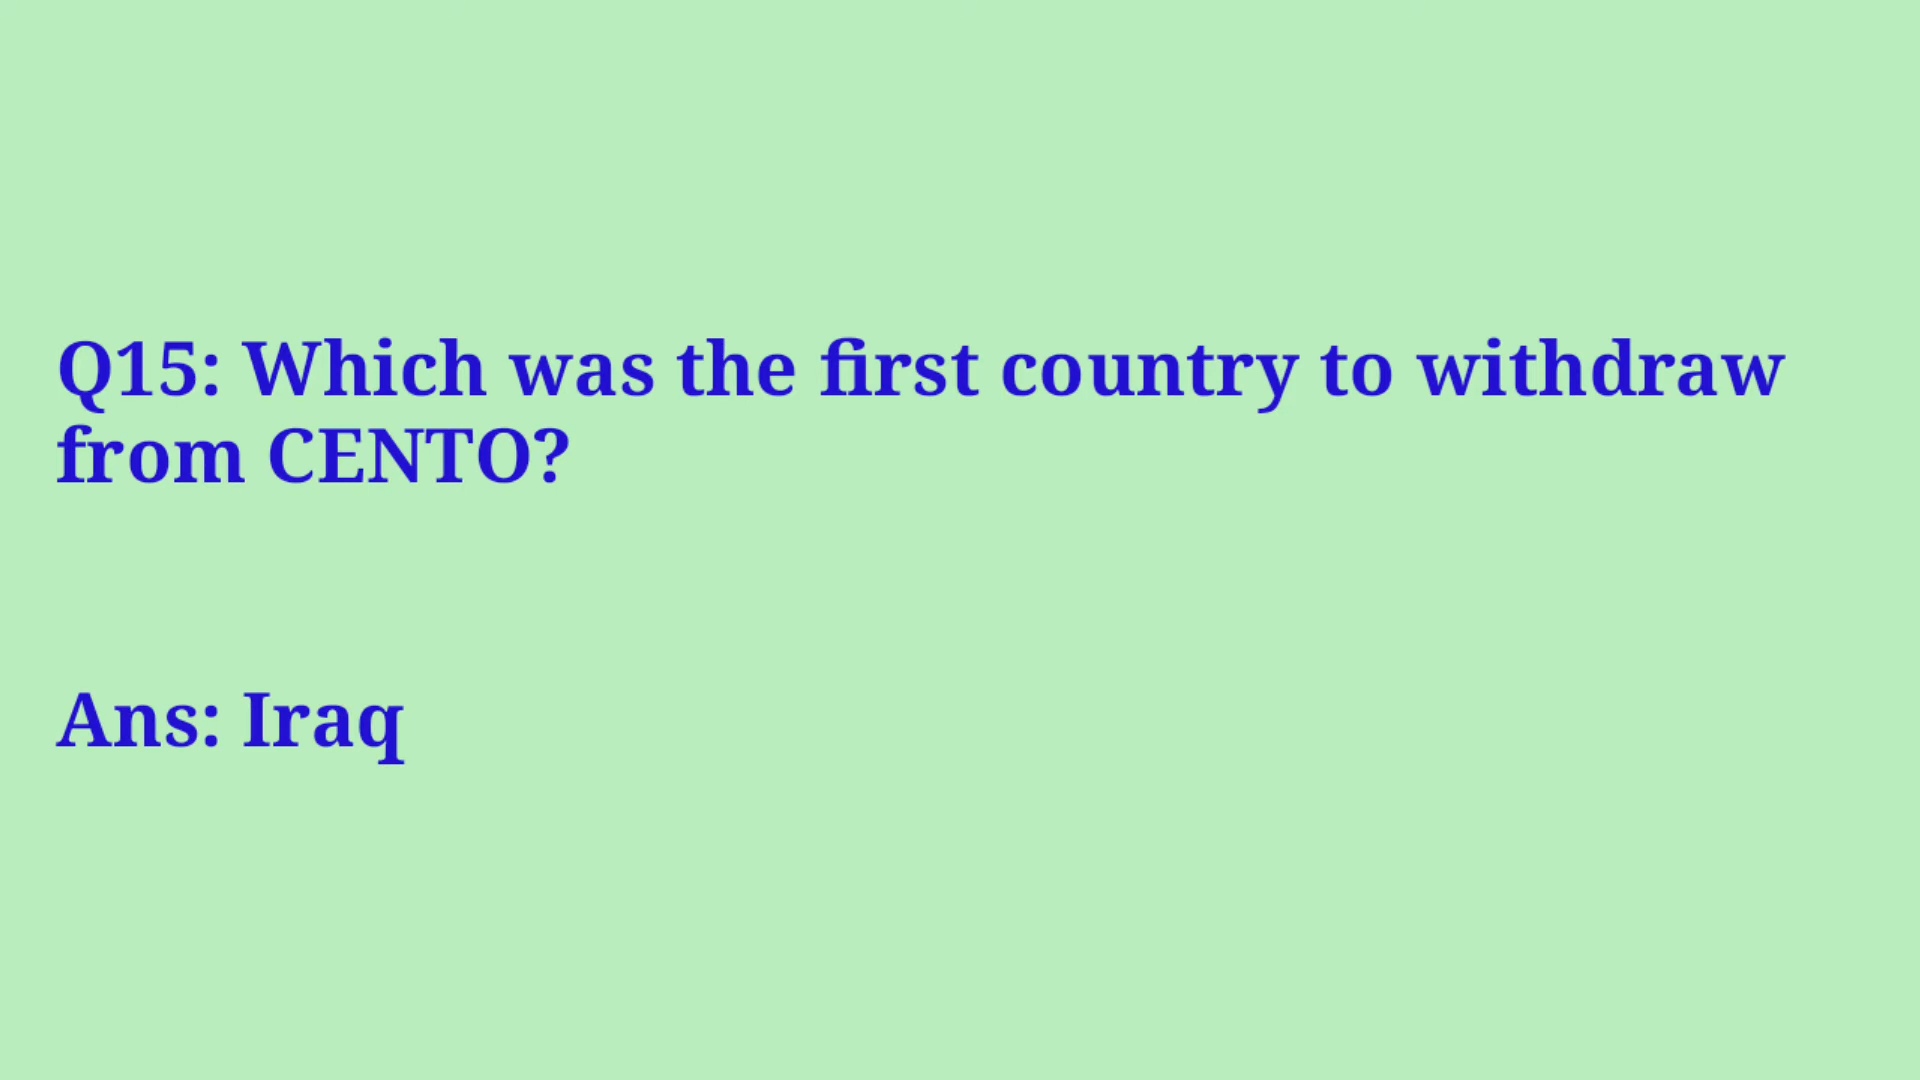 Q15: Which was the first country to withdraw
from CENTO?
Ans: Iraq